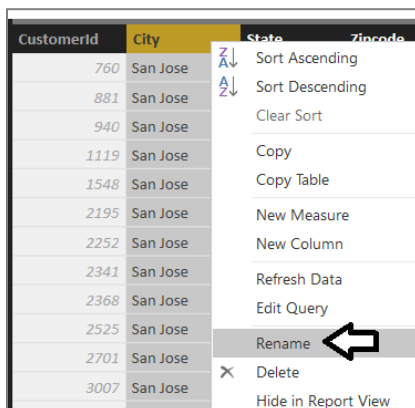 CustomerId City State Zipcode
760 San Jose
881 San Jose
940 San Jose
1119 San Jose
1548 San Jose
2195 San Jose
2252 San Jose
2341 San Jose
2368 San Jose
2525 San Jose
2701 San Jose
3007 San Jose
Z A Sort Ascending
A Z Sort Descending
Clear Sort
Copy
Copy Table
New Measure
New Column
Refresh Data
Edit Query
Rename
Delete
Hide in Report View